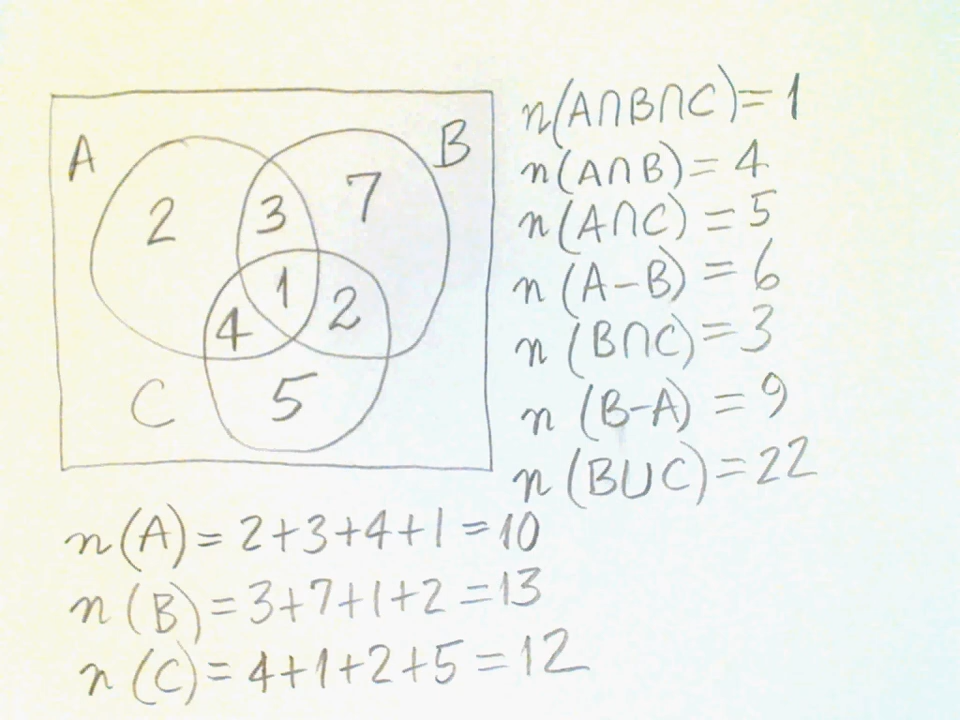 A
B
2
3
7
1
4
2
C
5
n(A∩B∩C)=1
n(A∩B)=4
n(A∩C)=5
n(A-B)=6
n(B∩C)=3
n(B-A)=9
n(B∪C)=22
n(A)=2+3+4+1=10
n(B)=3+7+1+2=13
n(C)=4+1+2+5=12